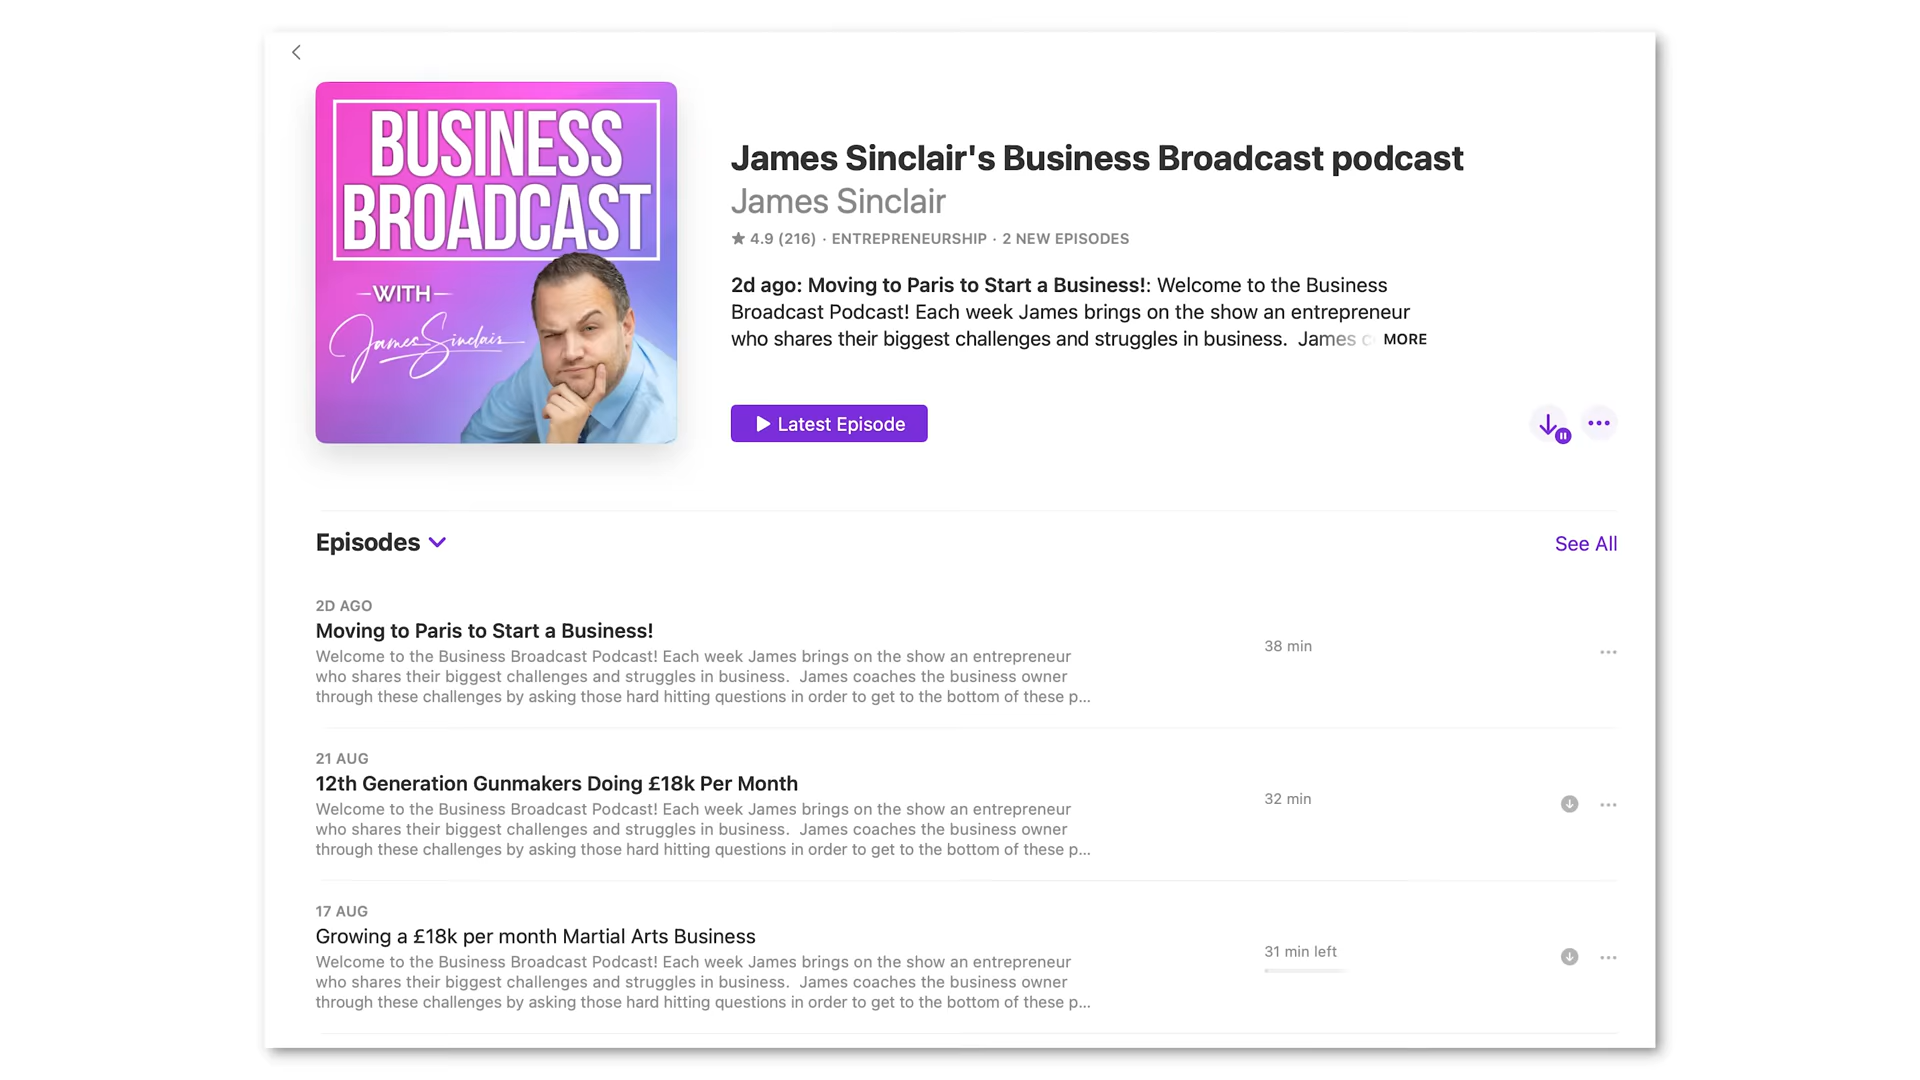 BUSINESS
BROADCAST
WITH
James Sinclair
James Sinclair's Business Broadcast podcast
James Sinclair
★ 4.9 (216) · ENTREPRENEURSHIP · 2 NEW EPISODES
2d ago: Moving to Paris to Start a Business!: Welcome to the Business
Broadcast Podcast! Each week James brings on the show an entrepreneur
who shares their biggest challenges and struggles in business.  James c MORE
Latest Episode
Episodes
See All
2D AGO
Moving to Paris to Start a Business!
Welcome to the Business Broadcast Podcast! Each week James brings on the show an entrepreneur
who shares their biggest challenges and struggles in business.  James coaches the business owner
through these challenges by asking those hard hitting questions in order to get to the bottom of these p...
38 min
21 AUG
12th Generation Gunmakers Doing £18k Per Month
Welcome to the Business Broadcast Podcast! Each week James brings on the show an entrepreneur
who shares their biggest challenges and struggles in business.  James coaches the business owner
through these challenges by asking those hard hitting questions in order to get to the bottom of these p...
32 min
17 AUG
Growing a £18k per month Martial Arts Business
Welcome to the Business Broadcast Podcast! Each week James brings on the show an entrepreneur
who shares their biggest challenges and struggles in business.  James coaches the business owner
through these challenges by asking those hard hitting questions in order to get to the bottom of these p...
31 min left